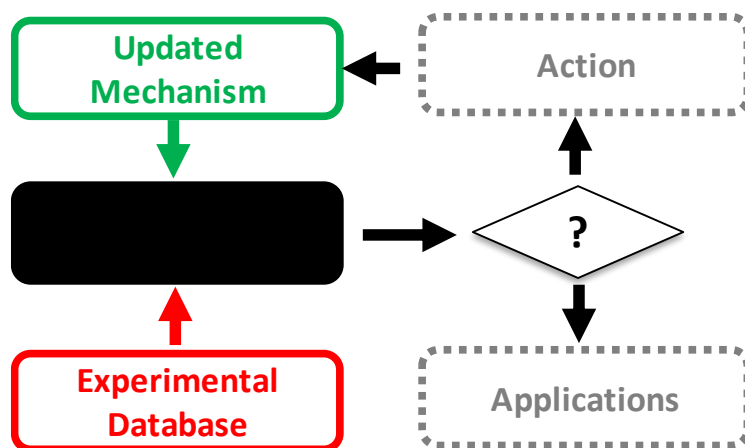 Updated
Mechanism
Action
?
Experimental
Database
Applications